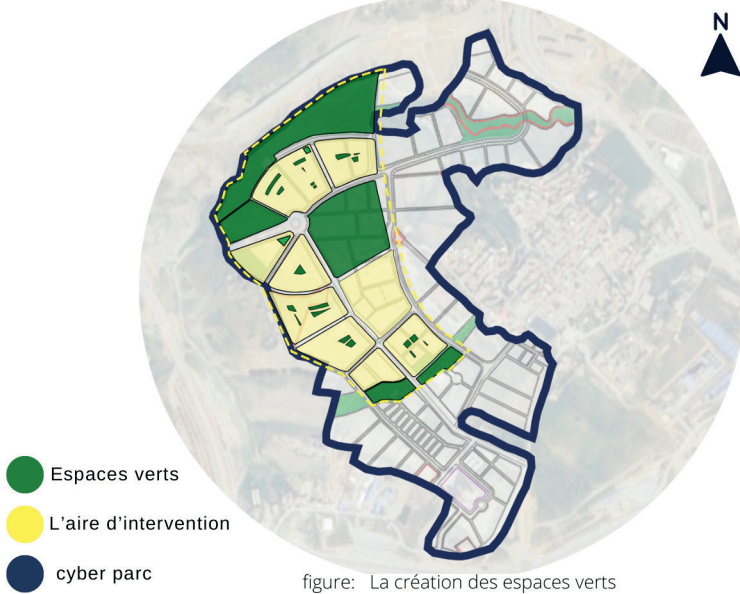 N
Espaces verts
L'aire d'intervention
cyber parc
figure: La création des espaces verts